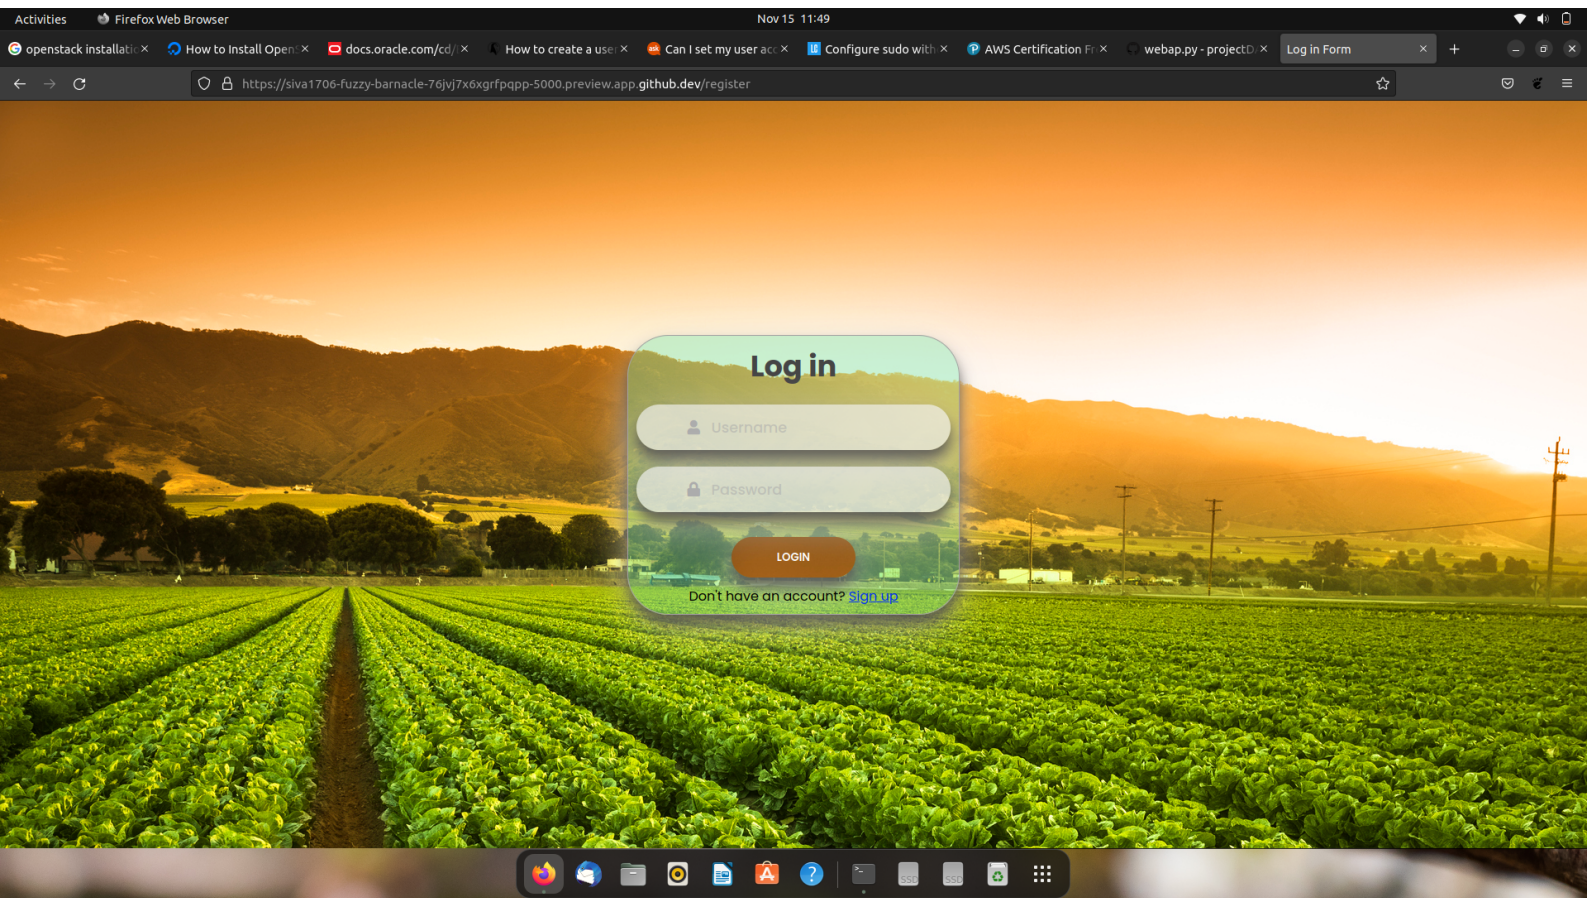 Activities
Firefox Web Browser
Nov 15 11:49
openstack installatio
How to Install OpenS
docs.oracle.com/cd/
How to create a user
Can I set my user acc
Configure sudo with
AWS Certification Fr
webap.py - projectD
Log in Form
https://siva1706-fuzzy-barnacle-76jvj7x6xgrfpqpp-5000.preview.app.github.dev/register
Log in
Username
Password
LOGIN
Don't have an account? Sign up
SSD
SSD